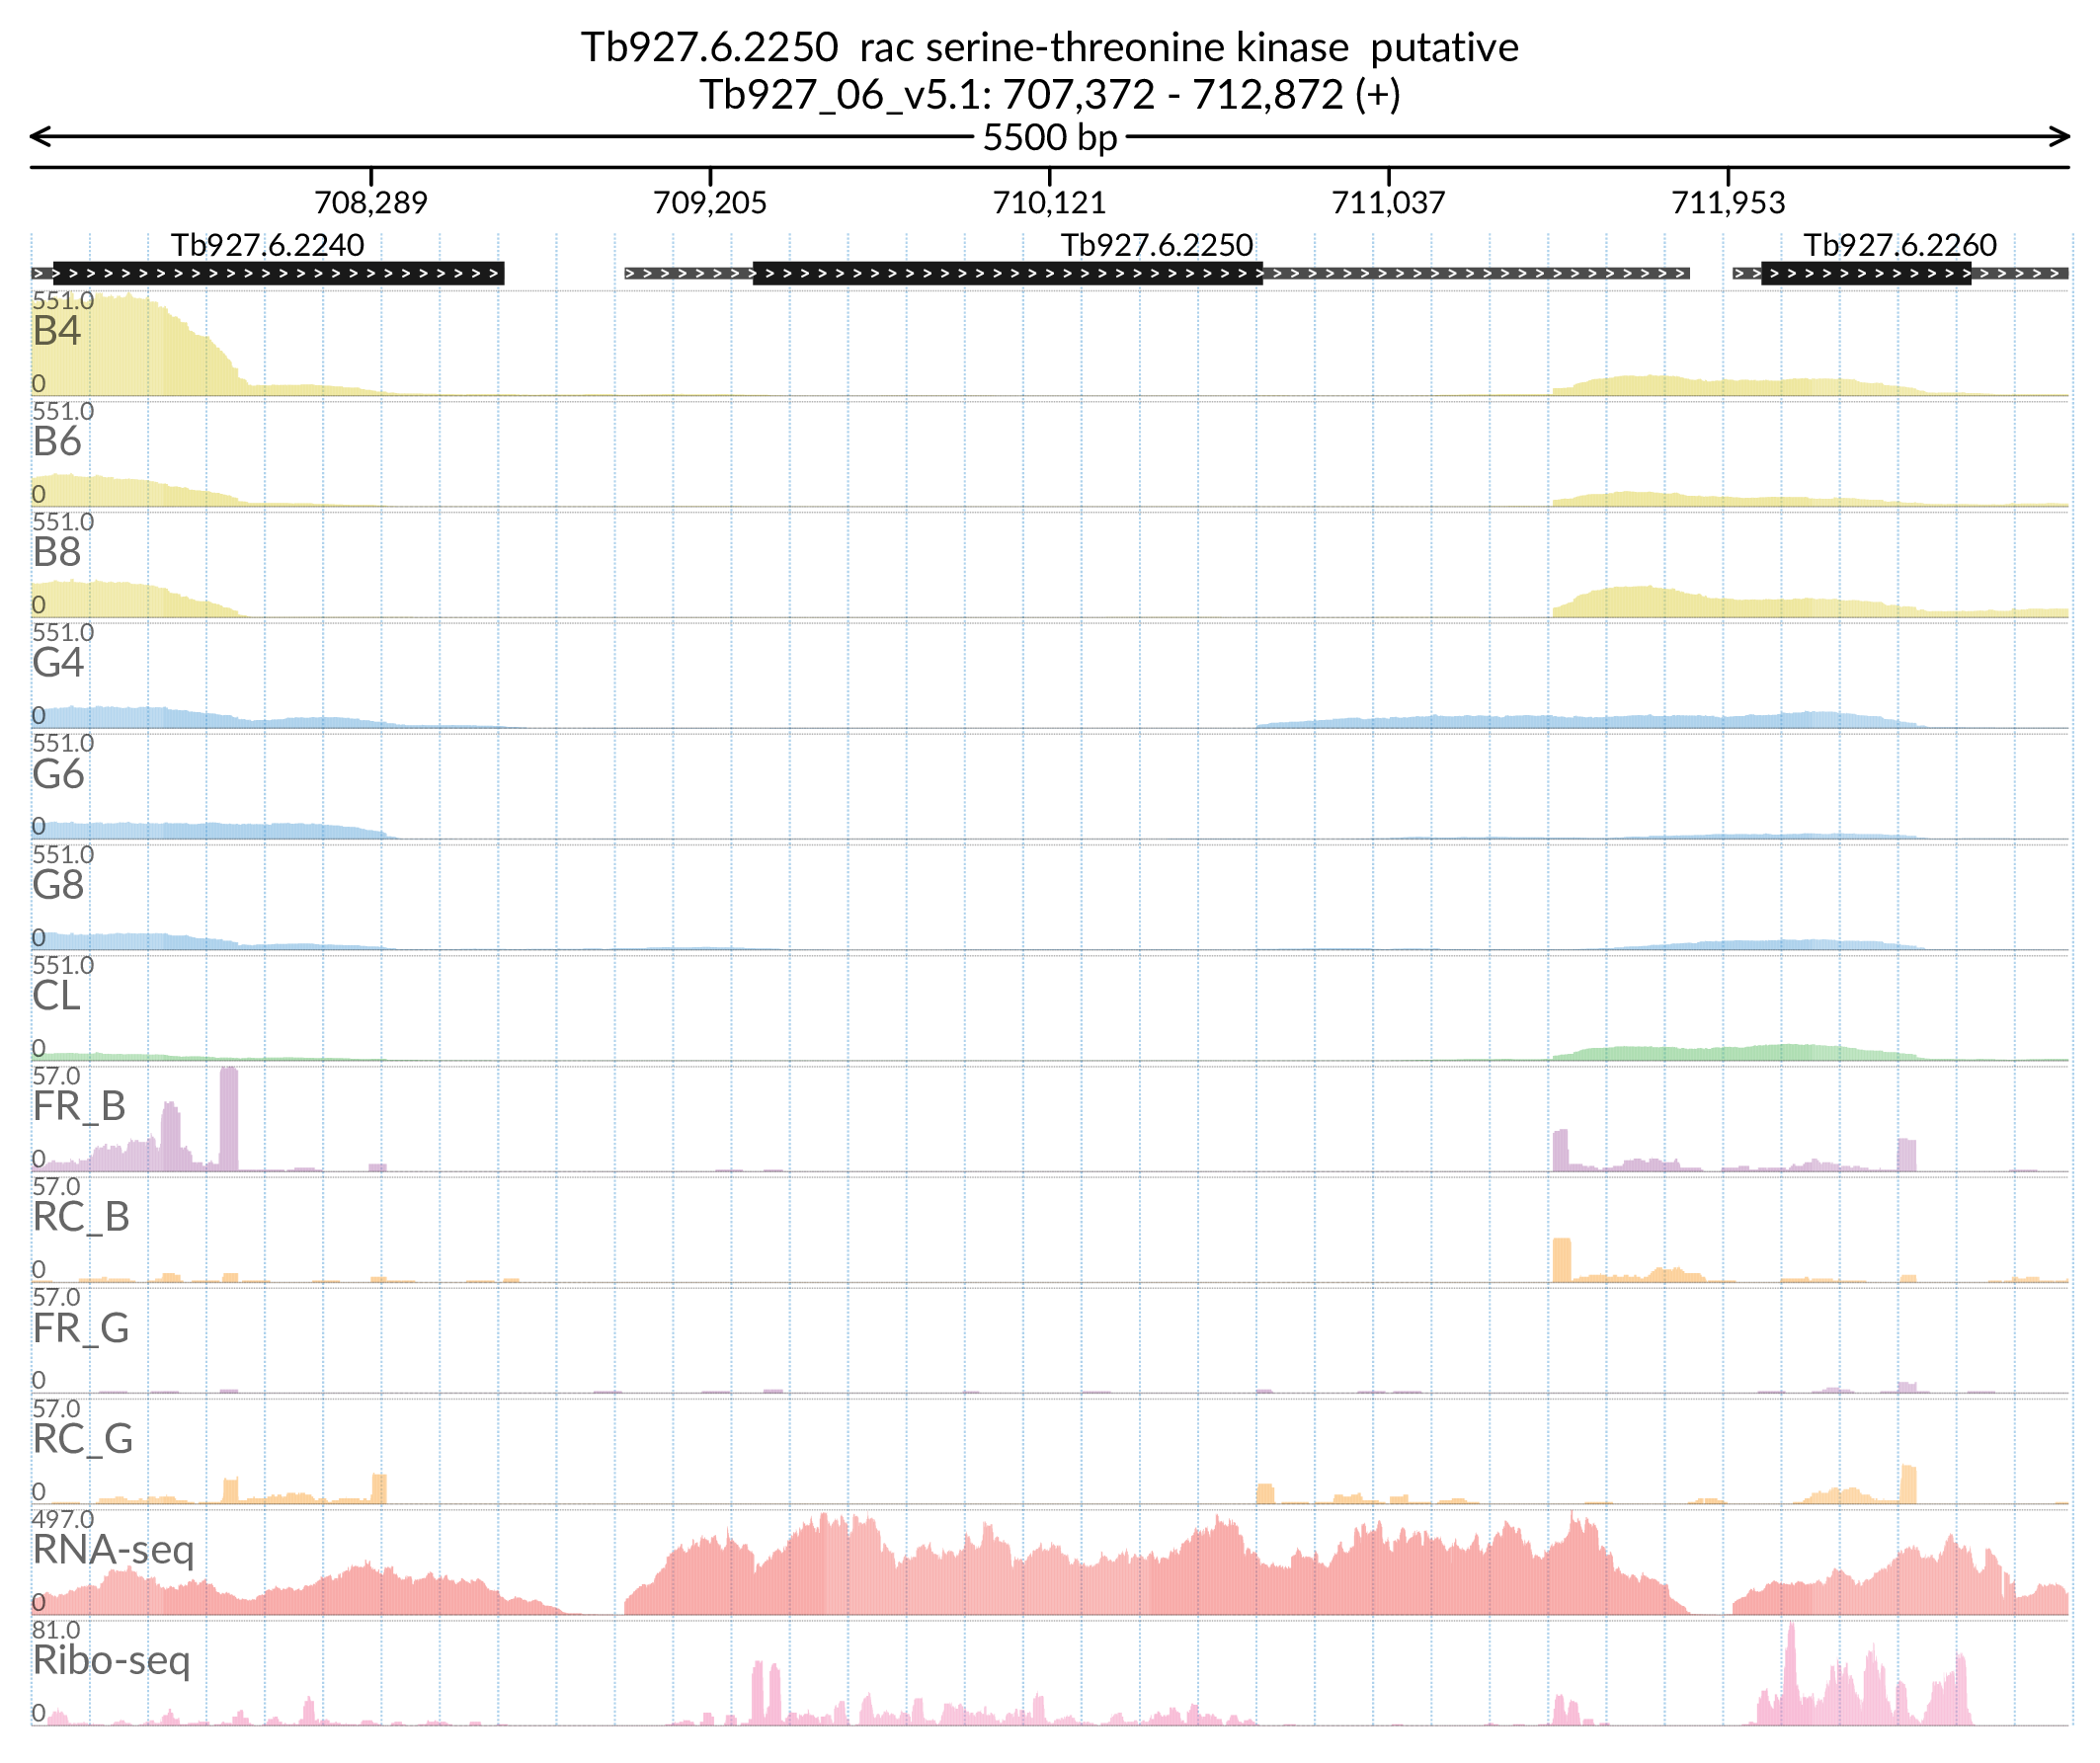 Tb927.6.2250  rac serine-threonine kinase  putative
Tb927_06_v5.1: 707,372 - 712,872 (+)
5500 bp
708,289 709,205 710,121 711,037 711,953
Tb927.6.2240 Tb927.6.2250 Tb927.6.2260
551.0
B4
0
551.0
B6
0
551.0
B8
0
551.0
G4
0
551.0
G6
0
551.0
G8
0
551.0
CL
0
57.0
FR_B
0
57.0
RC_B
0
57.0
FR_G
0
57.0
RC_G
0
497.0
RNA-seq
0
81.0
Ribo-seq
0